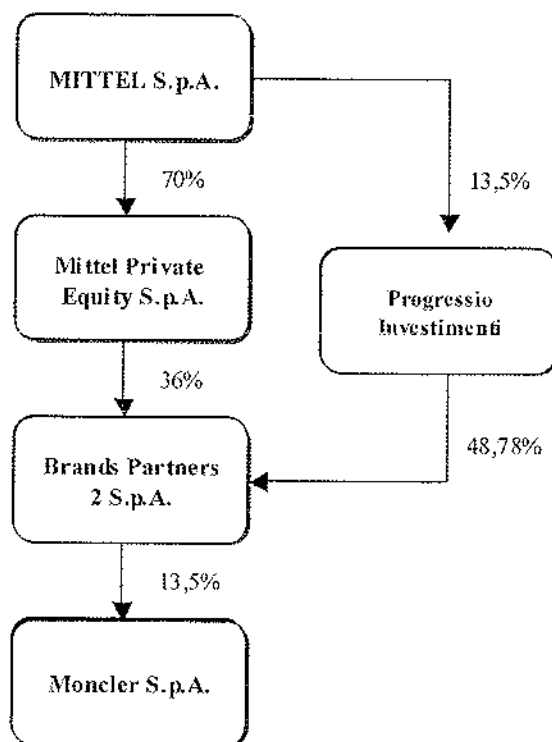 MITTEL S.p.A.
70%
13,5%
Mittel Private
Equity S.p.A.
Progressio
Investimenti
36%
48,78%
Brands Partners
2 S.p.A.
13,5%
Moncler S.p.A.